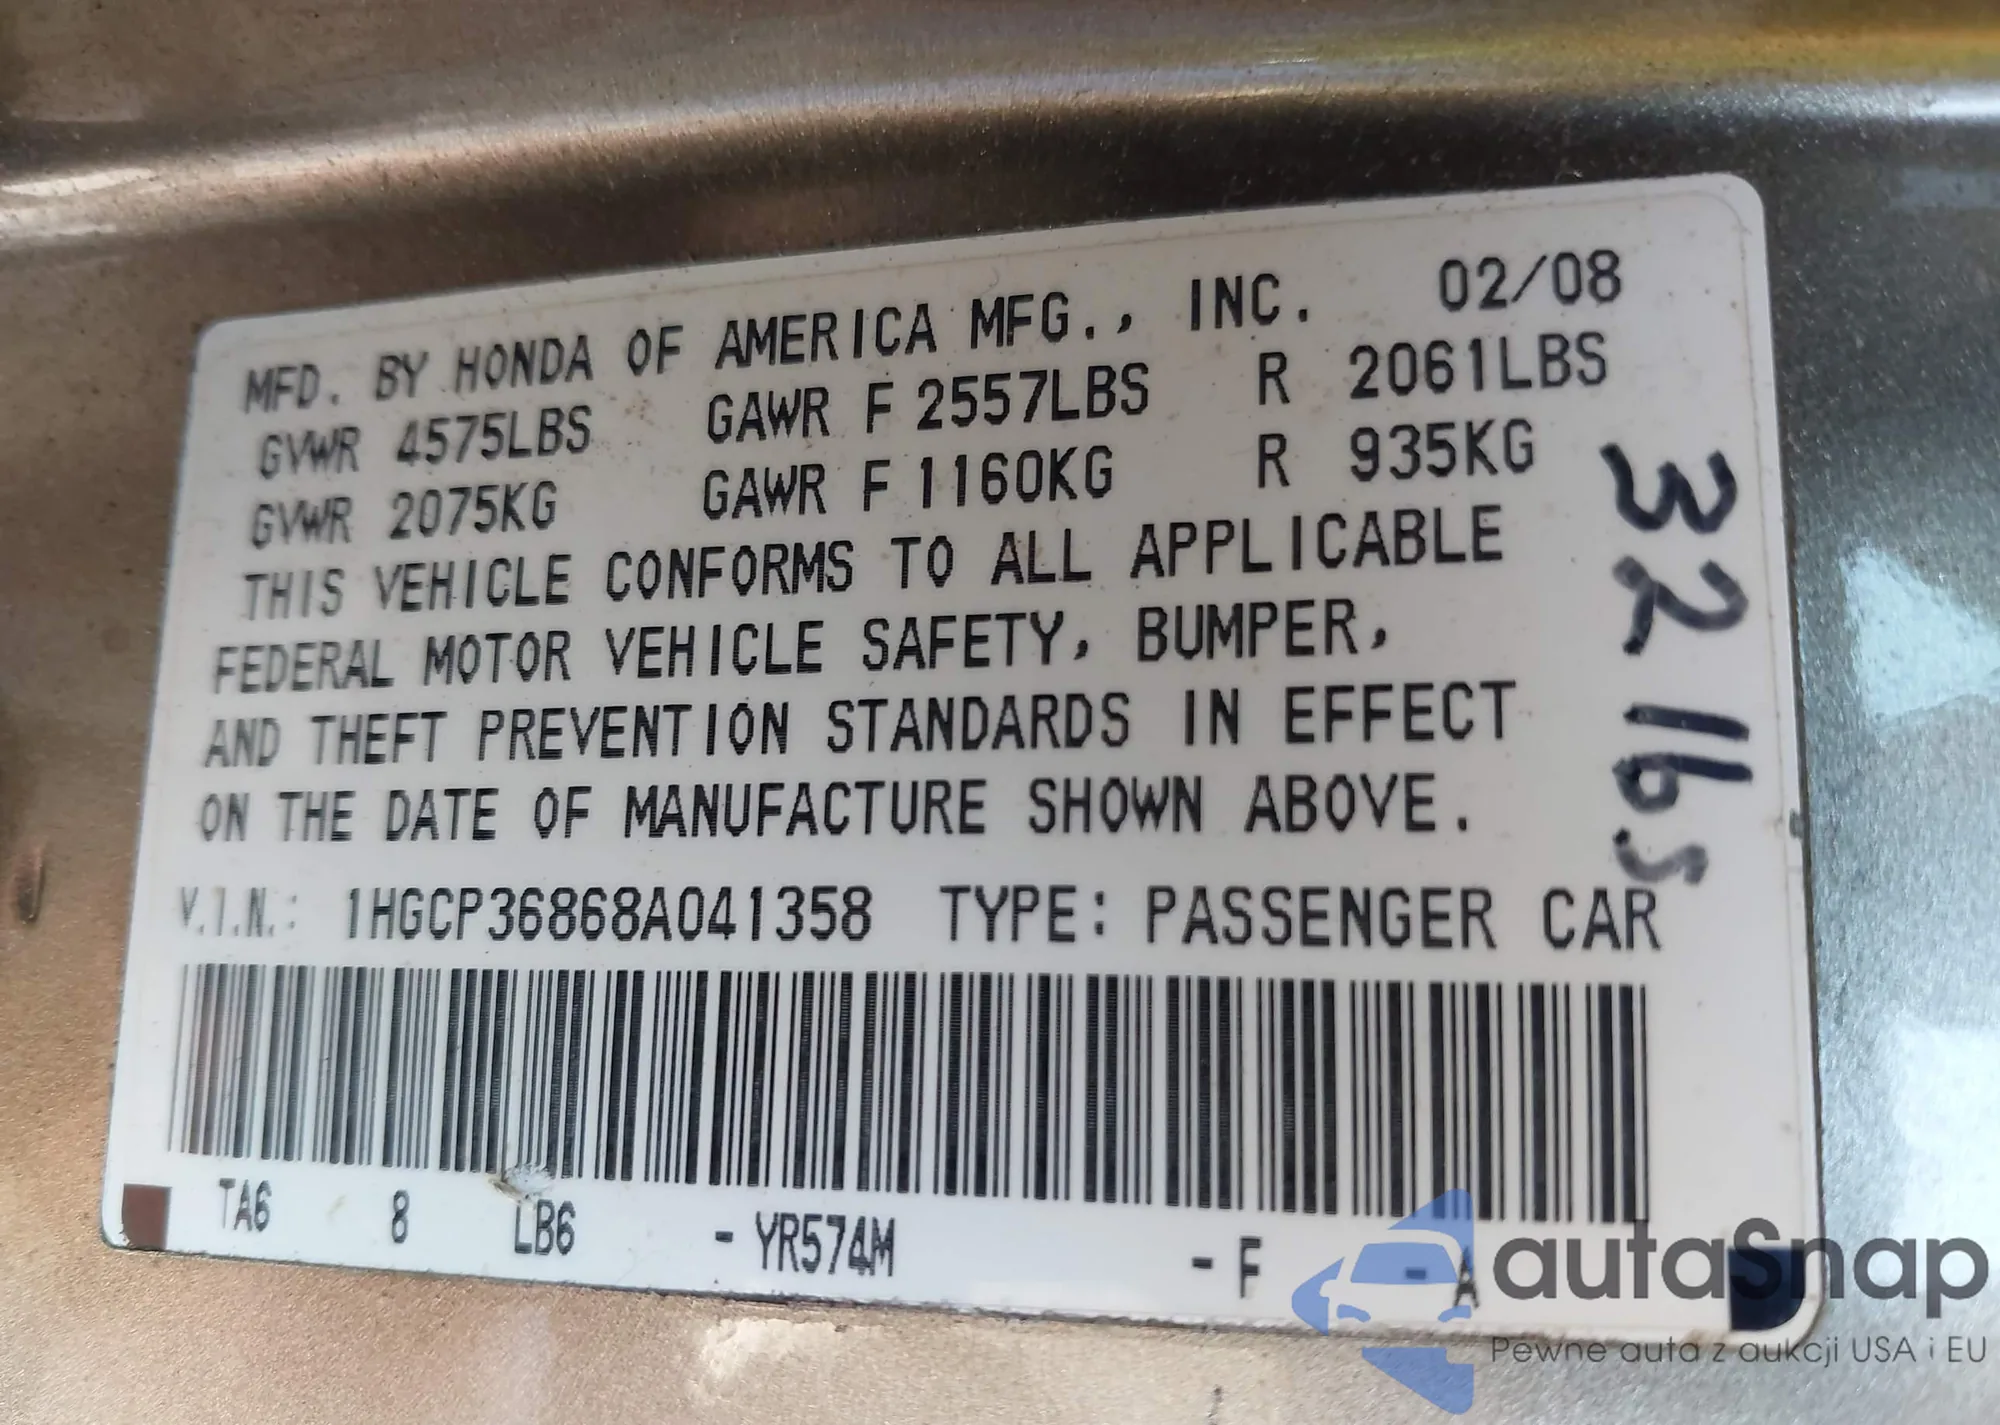 MFD. BY HONDA OF AMERICA MFG., INC. 02/08
GVWR 4575LBS GAWR F 2557LBS R 2061LBS
GVWR 2075KG GAWR F 1160KG R 935KG
THIS VEHICLE CONFORMS TO ALL APPLICABLE
FEDERAL MOTOR VEHICLE SAFETY, BUMPER,
AND THEFT PREVENTION STANDARDS IN EFFECT
ON THE DATE OF MANUFACTURE SHOWN ABOVE.
V.I.N.: 1HGCP36868A041358 TYPE: PASSENGER CAR
TA6 8 LB6 - YR574M - F - A
32 lbs
autaSnap
Pewne auta z aukcji USA i EU